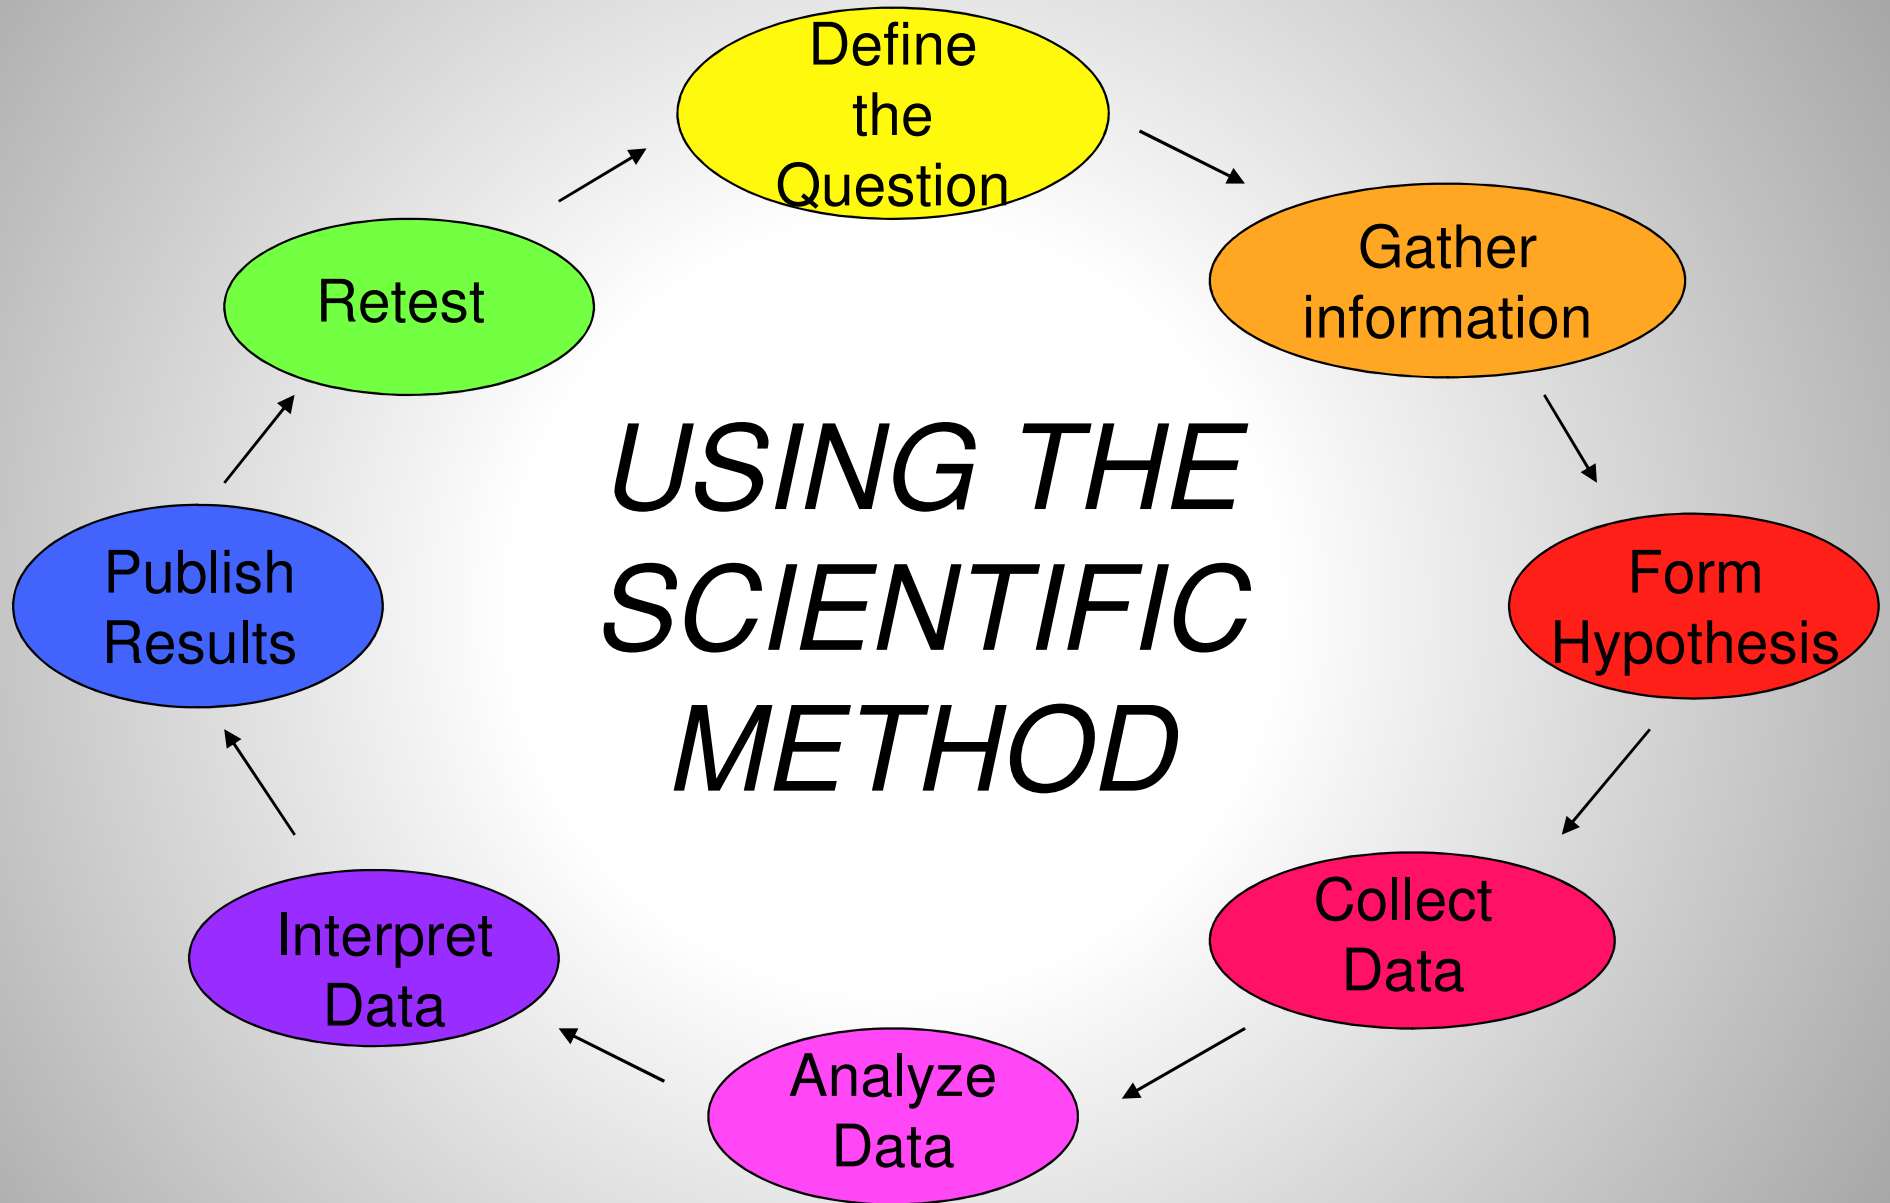 Define
the
Question
Gather
information
Form
Hypothesis
Collect
Data
Analyze
Data
Interpret
Data
Publish
Results
Retest
USING THE
SCIENTIFIC
METHOD